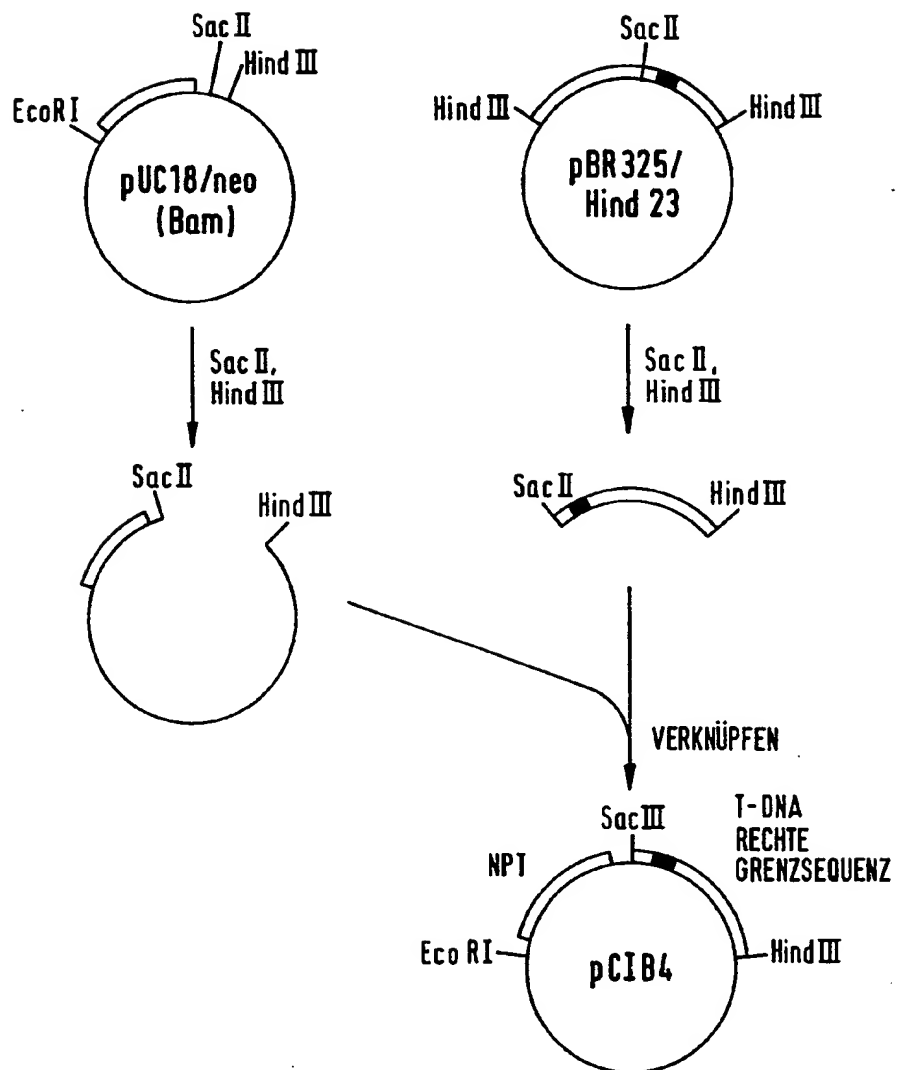 Sac II
Hind III
EcoRI
pUC18/neo
(Bam)
Sac II
Hind III
Hind III
pBR325/
Hind 23
Sac II,
Hind III
Sac II,
Hind III
Sac II
Hind III
Sac II
Hind III
VERKNÜPFEN
Sac III
T-DNA
RECHTE
GRENZSEQUENZ
NPT
Eco RI
Hind III
pCIB4